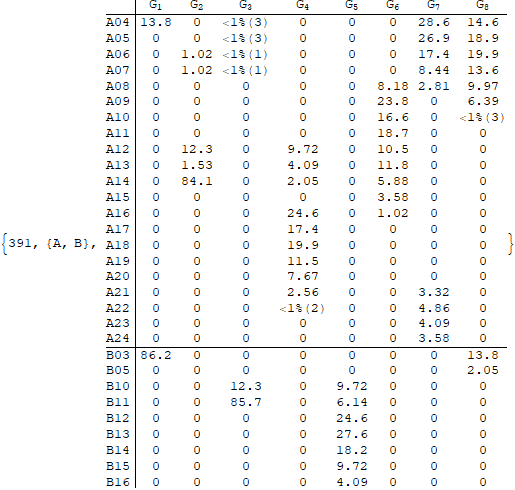 G₁ G₂ G₃ G₄ G₅ G₆ G₇ G₈
A04 13.8 0 <1%(3) 0 0 0 28.6 14.6
A05 0 0 <1%(3) 0 0 0 26.9 18.9
A06 0 1.02 <1%(1) 0 0 0 17.4 19.9
A07 0 1.02 <1%(1) 0 0 0 8.44 13.6
A08 0 0 0 0 0 8.18 2.81 9.97
A09 0 0 0 0 0 23.8 0 6.39
A10 0 0 0 0 0 16.6 0 <1%(3)
A11 0 0 0 0 0 18.7 0 0
A12 0 12.3 0 9.72 0 10.5 0 0
A13 0 1.53 0 4.09 0 11.8 0 0
A14 0 84.1 0 2.05 0 5.88 0 0
A15 0 0 0 0 0 3.58 0 0
A16 0 0 0 24.6 0 1.02 0 0
A17 0 0 0 17.4 0 0 0 0
{391, {A, B}, A18 0 0 0 19.9 0 0 0 0 }
A19 0 0 0 11.5 0 0 0 0
A20 0 0 0 7.67 0 0 0 0
A21 0 0 0 2.56 0 0 3.32 0
A22 0 0 0 <1%(2) 0 0 4.86 0
A23 0 0 0 0 0 0 4.09 0
A24 0 0 0 0 0 0 3.58 0
B03 86.2 0 0 0 0 0 0 13.8
B05 0 0 0 0 0 0 0 2.05
B10 0 0 12.3 0 9.72 0 0 0
B11 0 0 85.7 0 6.14 0 0 0
B12 0 0 0 0 24.6 0 0 0
B13 0 0 0 0 27.6 0 0 0
B14 0 0 0 0 18.2 0 0 0
B15 0 0 0 0 9.72 0 0 0
B16 0 0 0 0 4.09 0 0 0